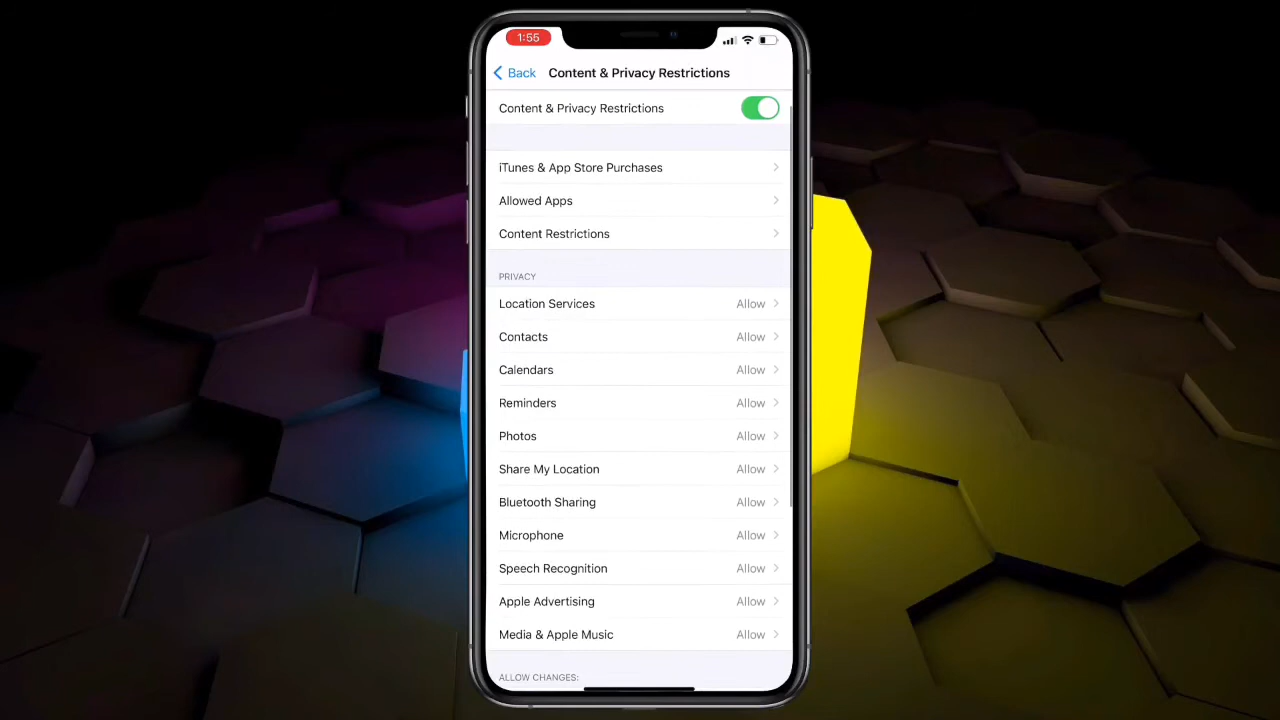 1:55
Back Content & Privacy Restrictions
Content & Privacy Restrictions
iTunes & App Store Purchases
Allowed Apps
Content Restrictions
PRIVACY
Location Services Allow
Contacts Allow
Calendars Allow
Reminders Allow
Photos Allow
Share My Location Allow
Bluetooth Sharing Allow
Microphone Allow
Speech Recognition Allow
Apple Advertising Allow
Media & Apple Music Allow
ALLOW CHANGES: